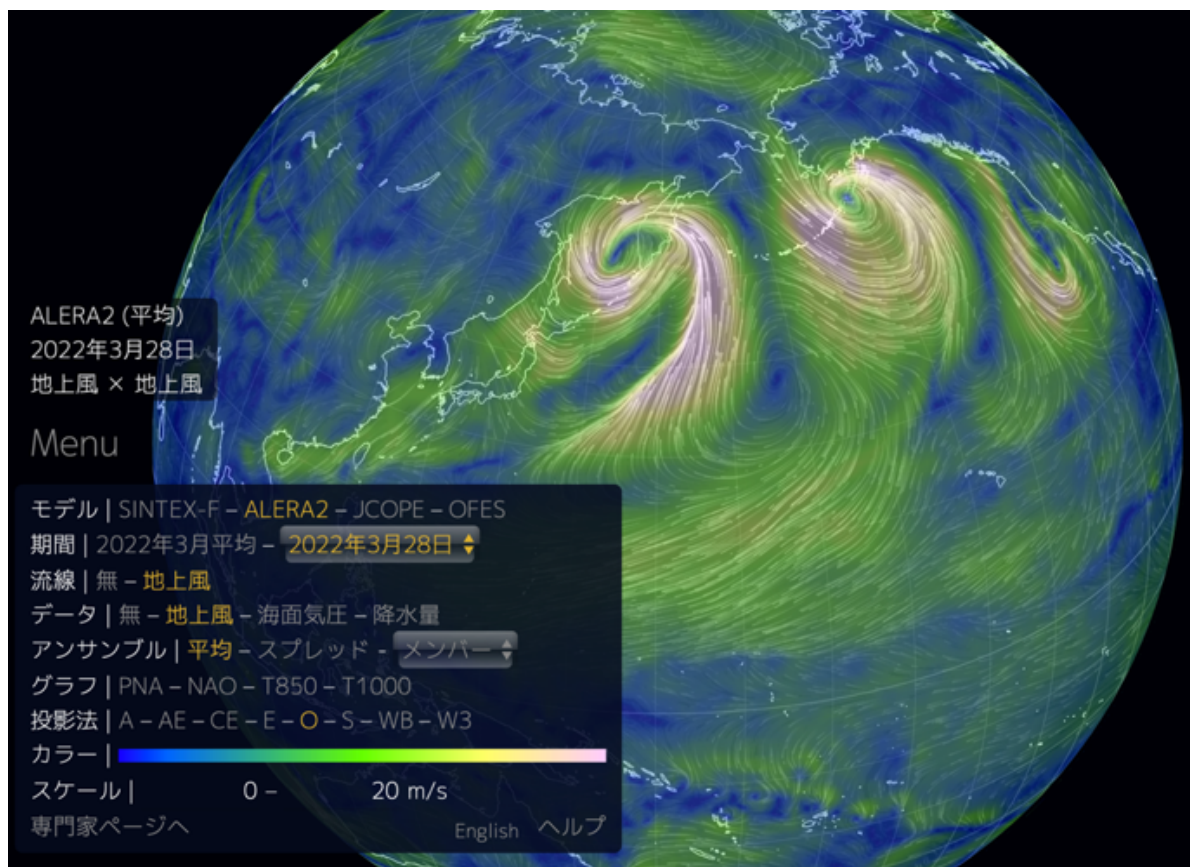 ALERA2 (平均)
2022年3月28日
地上風 × 地上風
Menu
モデル | SINTEX-F – ALERA2 – JCOPE – OFES
期間 | 2022年3月平均 – 2022年3月28日
流線 | 無 – 地上風
データ | 無 – 地上風 – 海面気圧 – 降水量
アンサンブル | 平均 – スプレッド - メンバー
グラフ | PNA – NAO – T850 – T1000
投影法 | A – AE – CE – E – O – S – WB – W3
カラー |
スケール | 0 – 20 m/s
専門家ページへ English ヘルプ